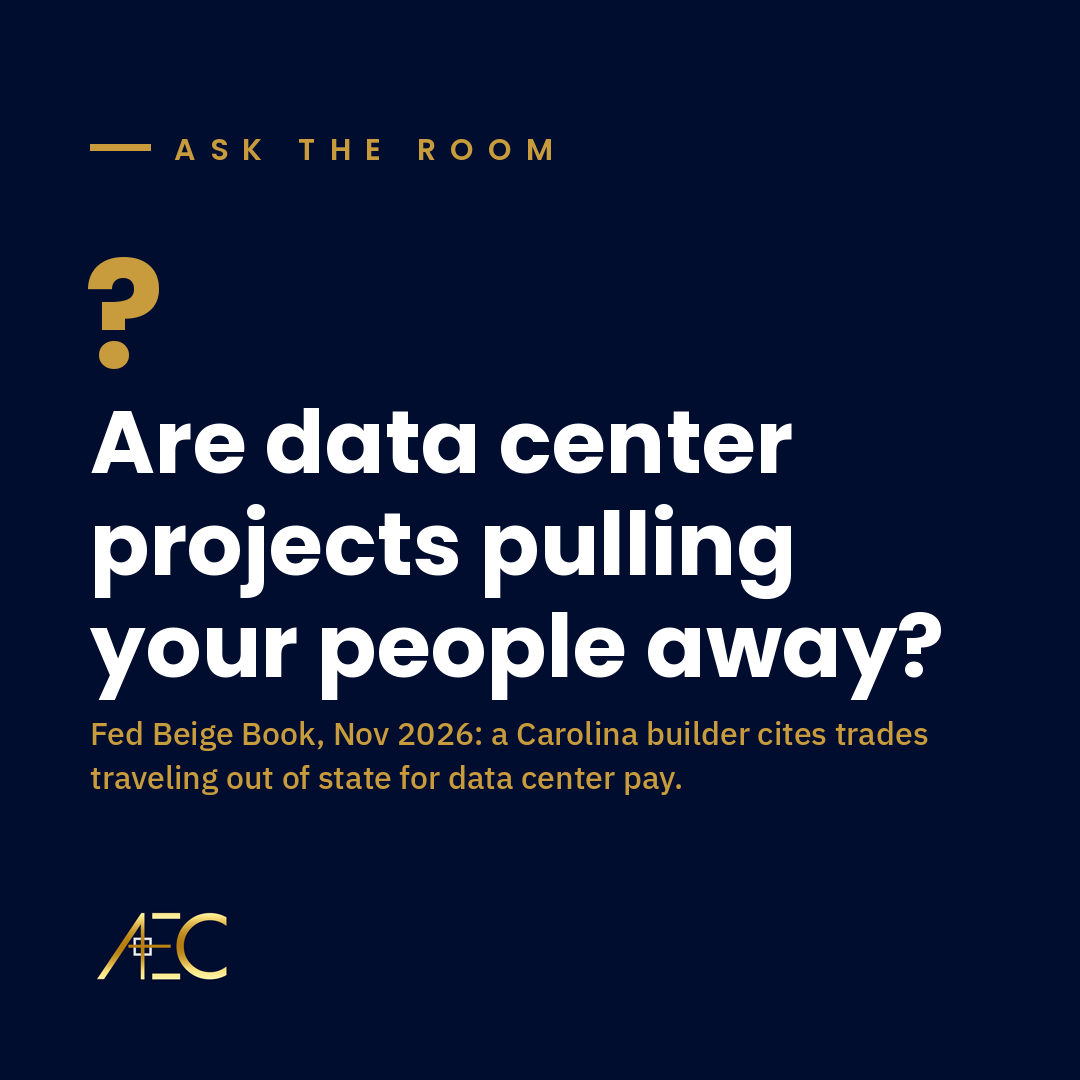 ASK THE ROOM
?
Are data center
projects pulling
your people away?
Fed Beige Book, Nov 2026: a Carolina builder cites trades
traveling out of state for data center pay.
AEC